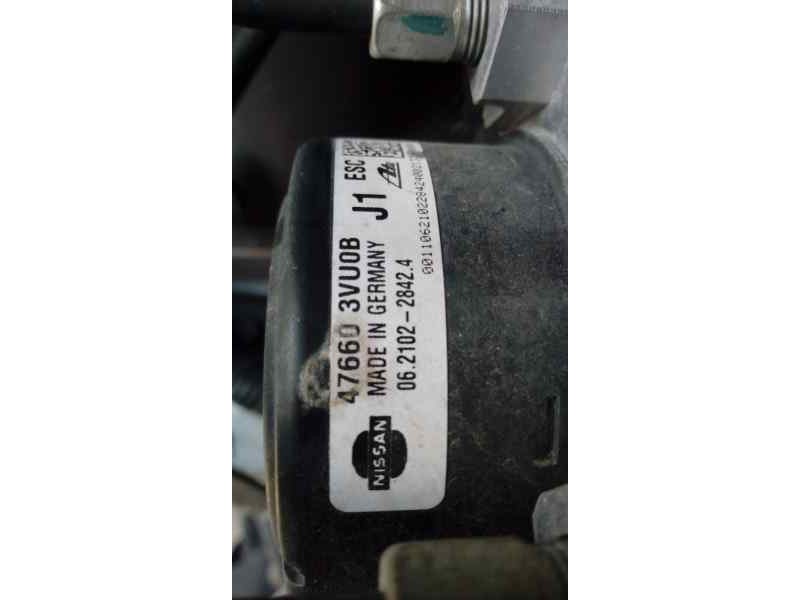 47660 3VU0B J1 ESC
MADE IN GERMANY
06.2102-2842.4
NISSAN